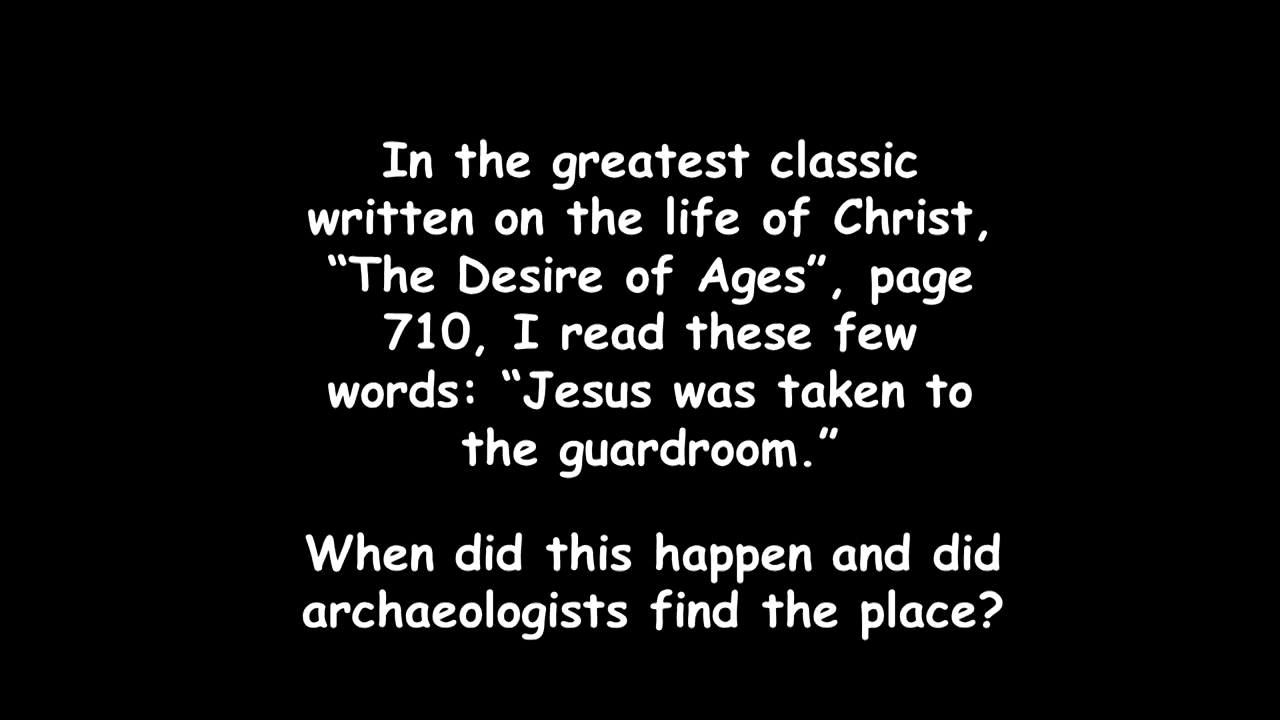 In the greatest classic
written on the life of Christ,
“The Desire of Ages”, page
710, I read these few
words: “Jesus was taken to
the guardroom.”
When did this happen and did
archaeologists find the place?